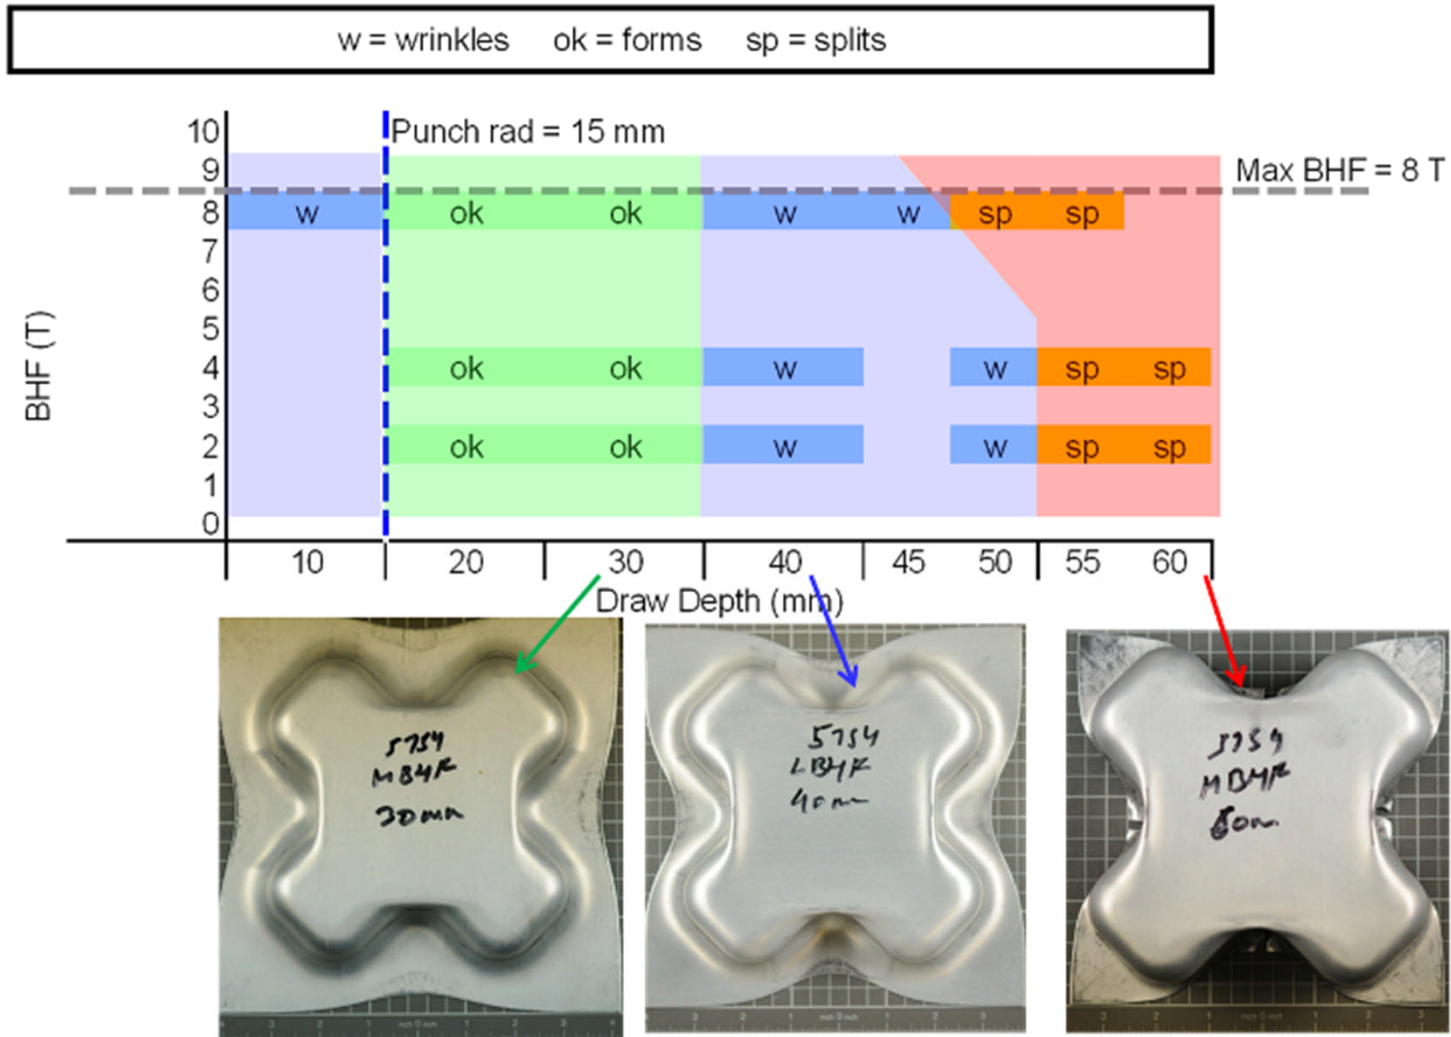 w = wrinkles ok = forms sp = splits
Punch rad = 15 mm
Max BHF = 8 T
BHF (T)
10
9
8 w ok ok w w sp sp
7
6
5
4 ok ok w w sp sp
3
2 ok ok w w sp sp
1
0
10 20 30 40 45 50 55 60
Draw Depth (mm)
5754
MBHF
30mm
5754
LBHF
40m
5754
MBHF
60m